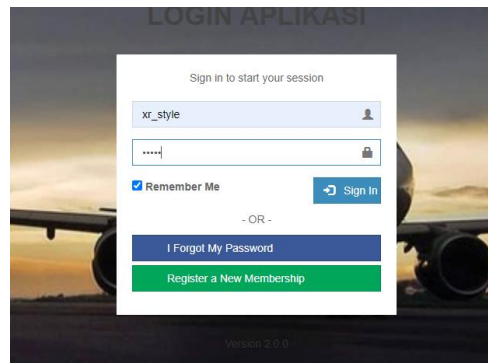 LOGIN APLIKASI
Sign in to start your session
xr_style
•••••
Remember Me
Sign In
- OR -
I Forgot My Password
Register a New Membership
Version 2.0.0